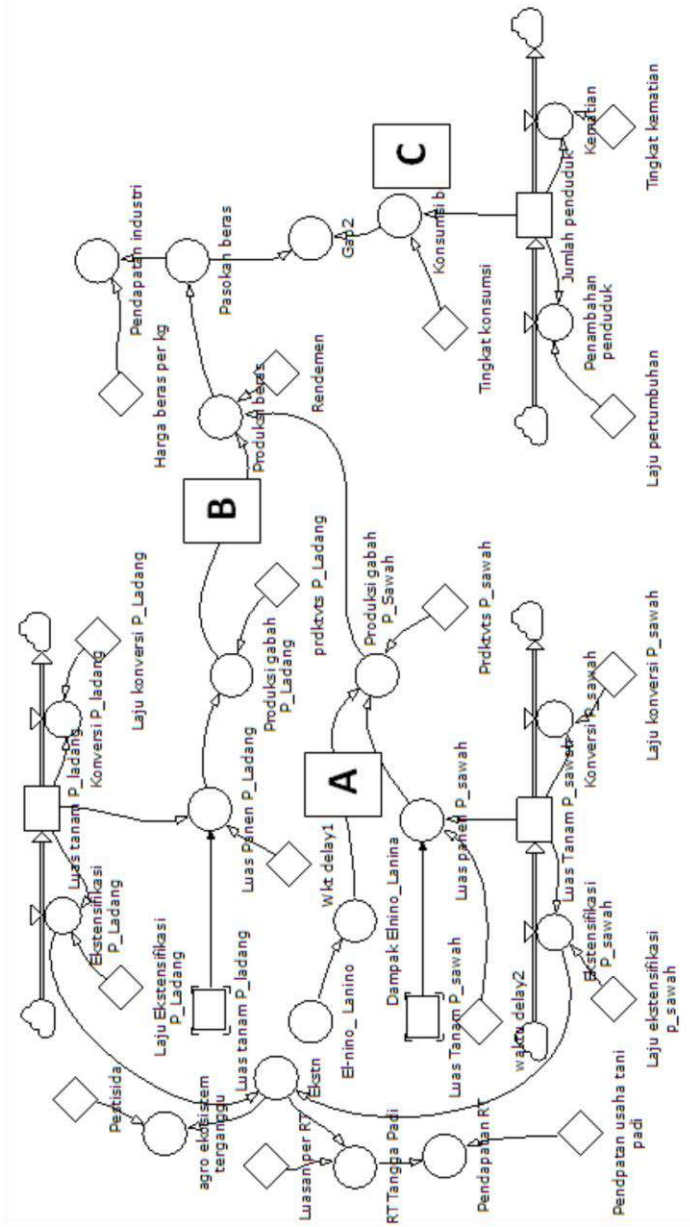 Pestisida
agro ekosistem
terganggu
Luasan per RT
RT Tangga Padi
Pendapatan RT
Pendpatan usaha tani
padi
Ekstn
Ekstensifikasi
P_Ladang
Luas tanam P_ladang
Konversi P_ladang
Laju konversi P_Ladang
Laju Ekstensifikasi
P_Ladang
Luas tanam P_ladang
Luas Panen P_Ladang
Produksi gabah
P_Ladang
prdktvts P_Ladang
El-nino_ Lanino
Wkt delay1
Dampak Elnino_Lanina
Luas Tanam P_sawah
waktu delay2
Luas panen P_sawah
Produksi gabah
P_Sawah
Prdktvts P_sawah
Ekstensifikasi
P_sawah
Laju ekstensifikasi
p_sawah
Luas Tanam P_sawah
Konversi P_sawah
Laju konversi P_sawah
A
B
Produksi beras
Rendemen
Harga beras per kg
Pasokan beras
Pendapatan industri
Gap2
C
Konsumsi b
Tingkat konsumsi
Penambahan
penduduk
Laju pertumbuhan
Jumlah penduduk
Kematian
Tingkat kematian